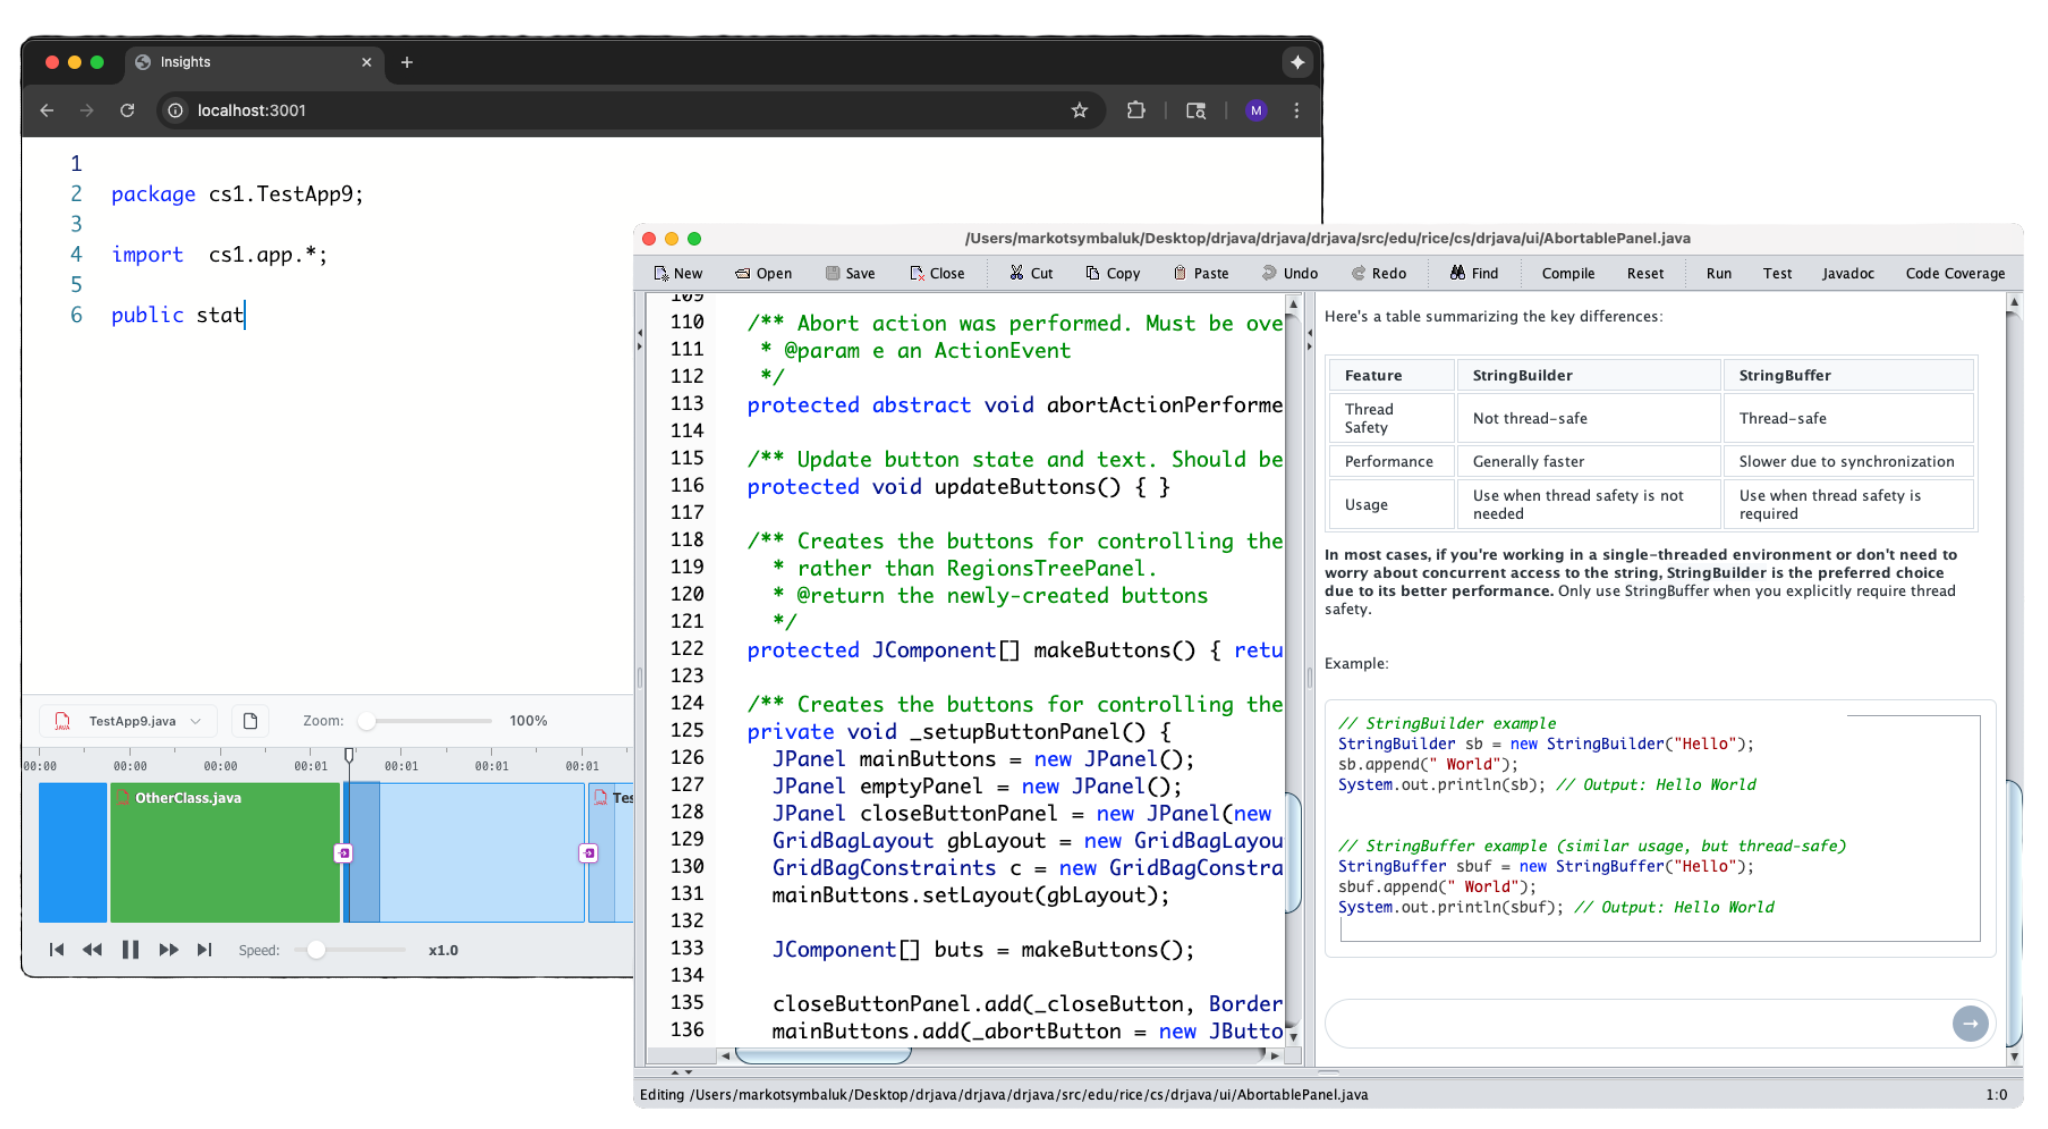 Insights
localhost:3001
M
1
2 package cs1.TestApp9;
3
4 import cs1.app.*;
5
6 public stat
TestApp9.java
Zoom:
100%
00:00 00:00 00:00 00:01 00:01 00:01 00:01
OtherClass.java
Speed:
x1.0
/Users/markotsymbaluk/Desktop/drjava/drjava/drjava/src/edu/rice/cs/drjava/ui/AbortablePanel.java
New Open Save Close Cut Copy Paste Undo Redo Find Compile Reset Run Test Javadoc Code Coverage
109
110 /** Abort action was performed. Must be ove
111 * @param e an ActionEvent
112 */
113 protected abstract void abortActionPerforme
114
115 /** Update button state and text. Should be
116 protected void updateButtons() { }
117
118 /** Creates the buttons for controlling the
119 * rather than RegionsTreePanel.
120 * @return the newly-created buttons
121 */
122 protected JComponent[] makeButtons() { retu
123
124 /** Creates the buttons for controlling the
125 private void _setupButtonPanel() {
126 JPanel mainButtons = new JPanel();
127 JPanel emptyPanel = new JPanel();
128 JPanel closeButtonPanel = new JPanel(new
129 GridBagLayout gbLayout = new GridBagLayou
130 GridBagConstraints c = new GridBagConstra
131 mainButtons.setLayout(gbLayout);
132
133 JComponent[] buts = makeButtons();
134
135 closeButtonPanel.add(_closeButton, Border
136 mainButtons.add(_abortButton = new JButto
Here's a table summarizing the key differences:
Feature StringBuilder StringBuffer
Thread Safety Not thread-safe Thread-safe
Performance Generally faster Slower due to synchronization
Usage Use when thread safety is not needed Use when thread safety is required
In most cases, if you're working in a single-threaded environment or don't need to
worry about concurrent access to the string, StringBuilder is the preferred choice
due to its better performance. Only use StringBuffer when you explicitly require thread
safety.
Example:
// StringBuilder example
StringBuilder sb = new StringBuilder("Hello");
sb.append(" World");
System.out.println(sb); // Output: Hello World
// StringBuffer example (similar usage, but thread-safe)
StringBuffer sbuf = new StringBuffer("Hello");
sbuf.append(" World");
System.out.println(sbuf); // Output: Hello World
Editing /Users/markotsymbaluk/Desktop/drjava/drjava/drjava/src/edu/rice/cs/drjava/ui/AbortablePanel.java
1:0